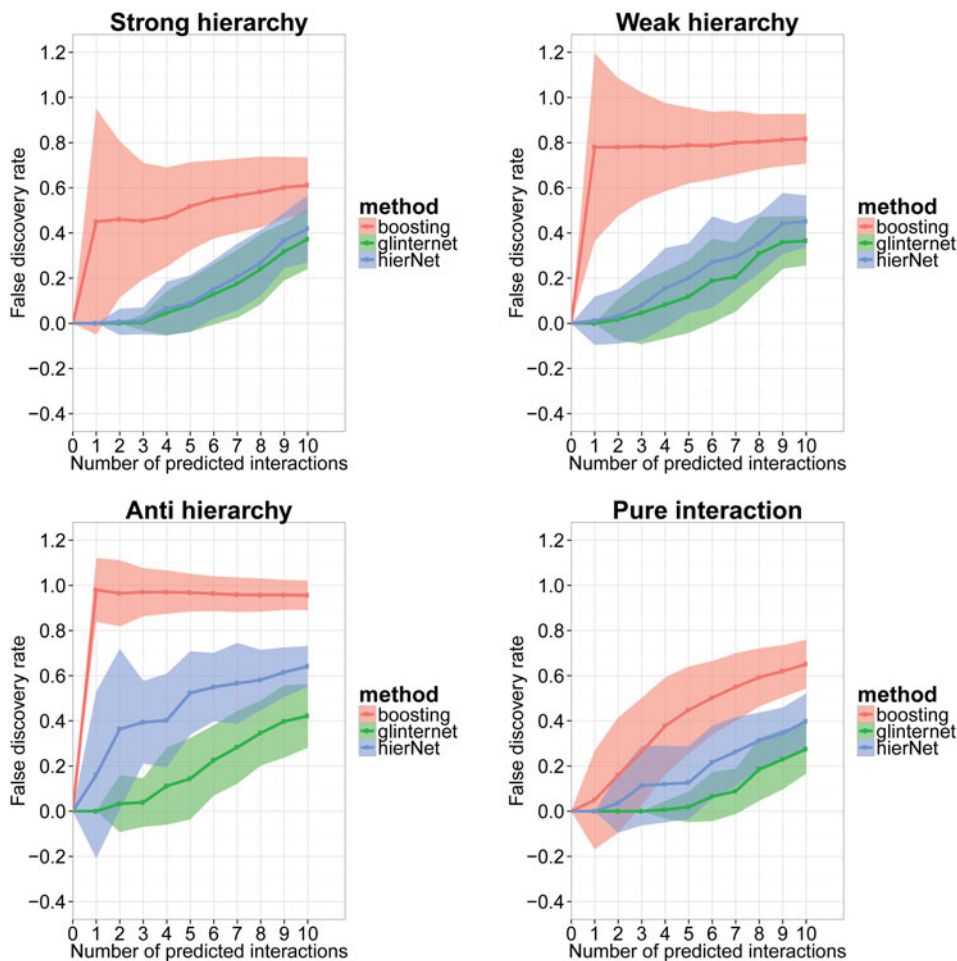 Strong hierarchy
1.2
1.0
0.8
0.6
0.4
0.2
0.0
−0.2
−0.4
False discovery rate
0 1 2 3 4 5 6 7 8 9 10
Number of predicted interactions
method
boosting
glinternet
hierNet
Weak hierarchy
1.2
1.0
0.8
0.6
0.4
0.2
0.0
−0.2
−0.4
False discovery rate
0 1 2 3 4 5 6 7 8 9 10
Number of predicted interactions
method
boosting
glinternet
hierNet
Anti hierarchy
1.2
1.0
0.8
0.6
0.4
0.2
0.0
−0.2
−0.4
False discovery rate
0 1 2 3 4 5 6 7 8 9 10
Number of predicted interactions
method
boosting
glinternet
hierNet
Pure interaction
1.2
1.0
0.8
0.6
0.4
0.2
0.0
−0.2
−0.4
False discovery rate
0 1 2 3 4 5 6 7 8 9 10
Number of predicted interactions
method
boosting
glinternet
hierNet